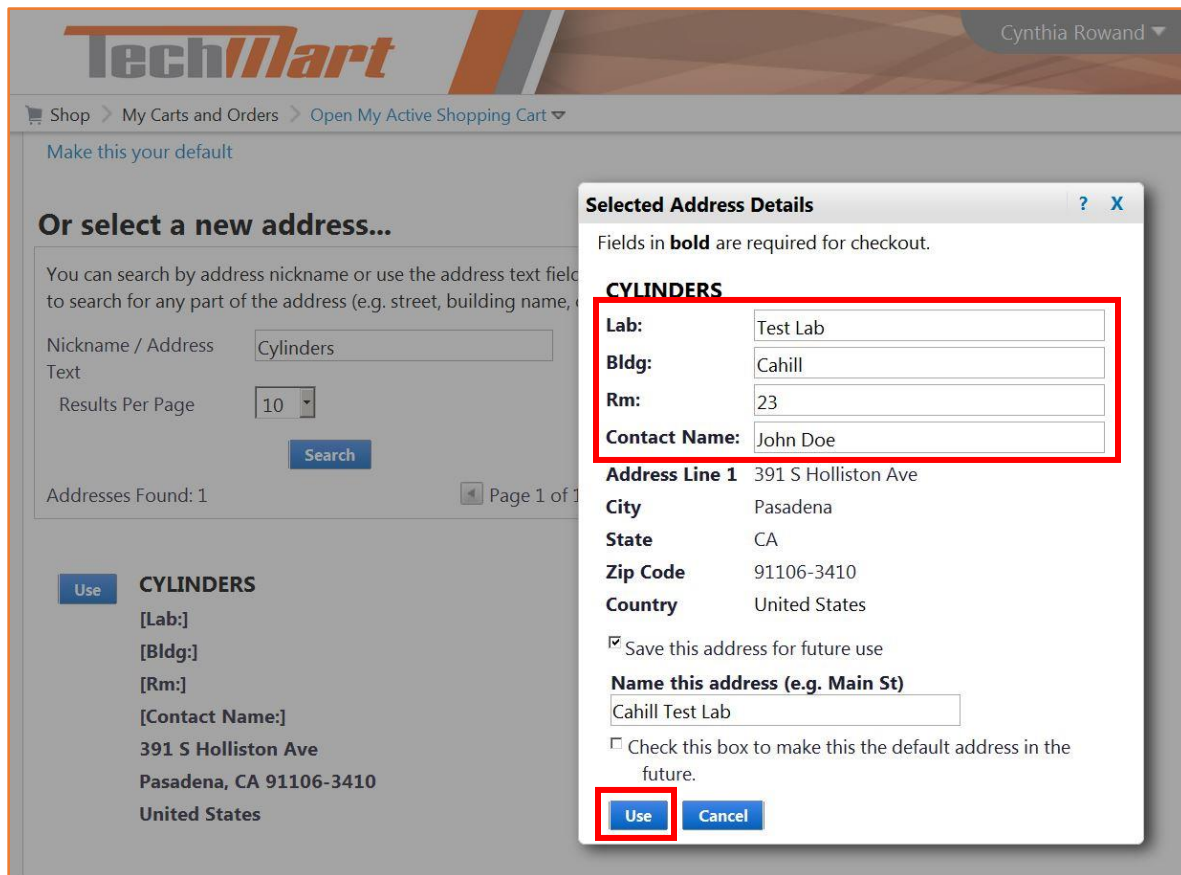 TechMart
Cynthia Rowand
Shop My Carts and Orders Open My Active Shopping Cart
Make this your default
Or select a new address...
You can search by address nickname or use the address text field
to search for any part of the address (e.g. street, building name,
Nickname / Address Text
Cylinders
Results Per Page
10
Search
Addresses Found: 1
Page 1 of 1
Use
CYLINDERS
[Lab:]
[Bldg:]
[Rm:]
[Contact Name:]
391 S Holliston Ave
Pasadena, CA 91106-3410
United States
Selected Address Details ? X
Fields in bold are required for checkout.
CYLINDERS
Lab: Test Lab
Bldg: Cahill
Rm: 23
Contact Name: John Doe
Address Line 1 391 S Holliston Ave
City Pasadena
State CA
Zip Code 91106-3410
Country United States
Save this address for future use
Name this address (e.g. Main St)
Cahill Test Lab
Check this box to make this the default address in the
future.
Use Cancel